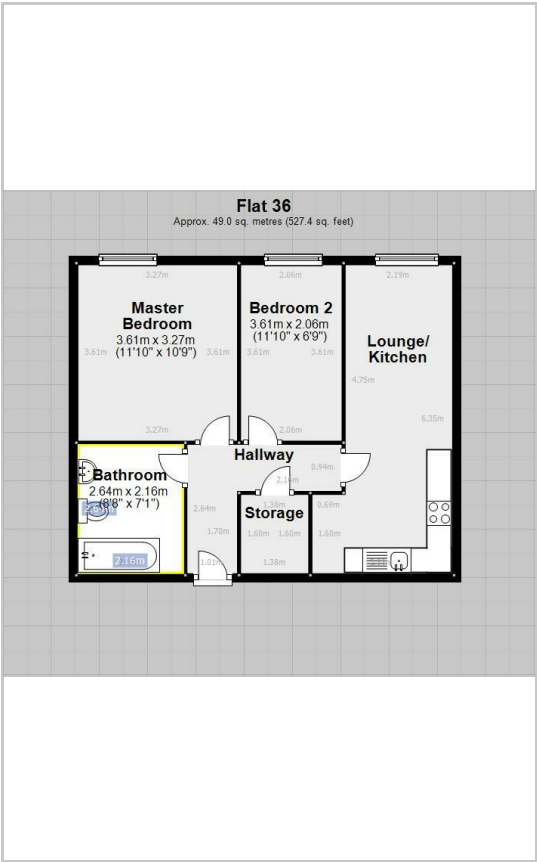 Flat 36
Approx. 49.0 sq. metres (527.4 sq. feet)
3.27m
2.06m
2.19m
Master
Bedroom
3.61m x 3.27m
(11'10" x 10'9")
3.61m
3.61m
Bedroom 2
3.61m x 2.06m
(11'10" x 6'9")
3.61m
3.61m
Lounge/
Kitchen
4.75m
6.35m
3.27m
2.06m
Hallway
0.94m
Bathroom
2.64m x 2.16m
(8'8" x 7'1")
2.64m
1.70m
Storage
1.38m
0.69m
1.60m
1.60m
1.60m
2.16m
1.01m
1.38m